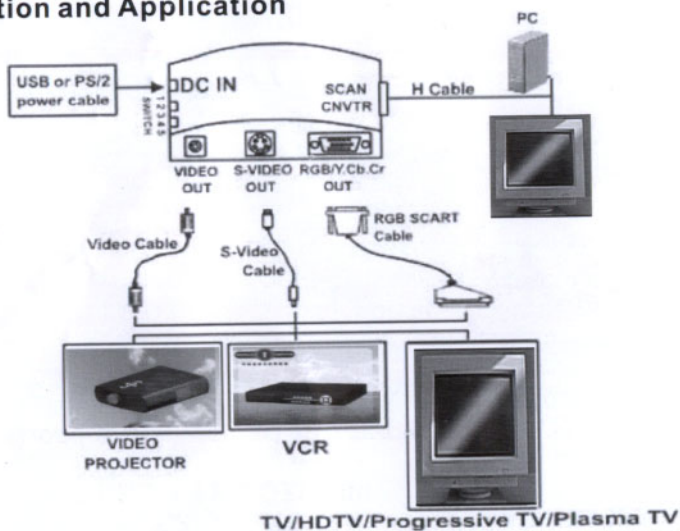 tion and Application
PC
USB or PS/2
power cable
DC IN
SWITCH
1 2 3 4 5
SCAN
CNVTR
H Cable
VIDEO
OUT
S-VIDEO
OUT
RGB/Y.Cb.Cr
OUT
Video Cable
S-Video
Cable
RGB SCART
Cable
VIDEO
PROJECTOR
VCR
TV/HDTV/Progressive TV/Plasma TV